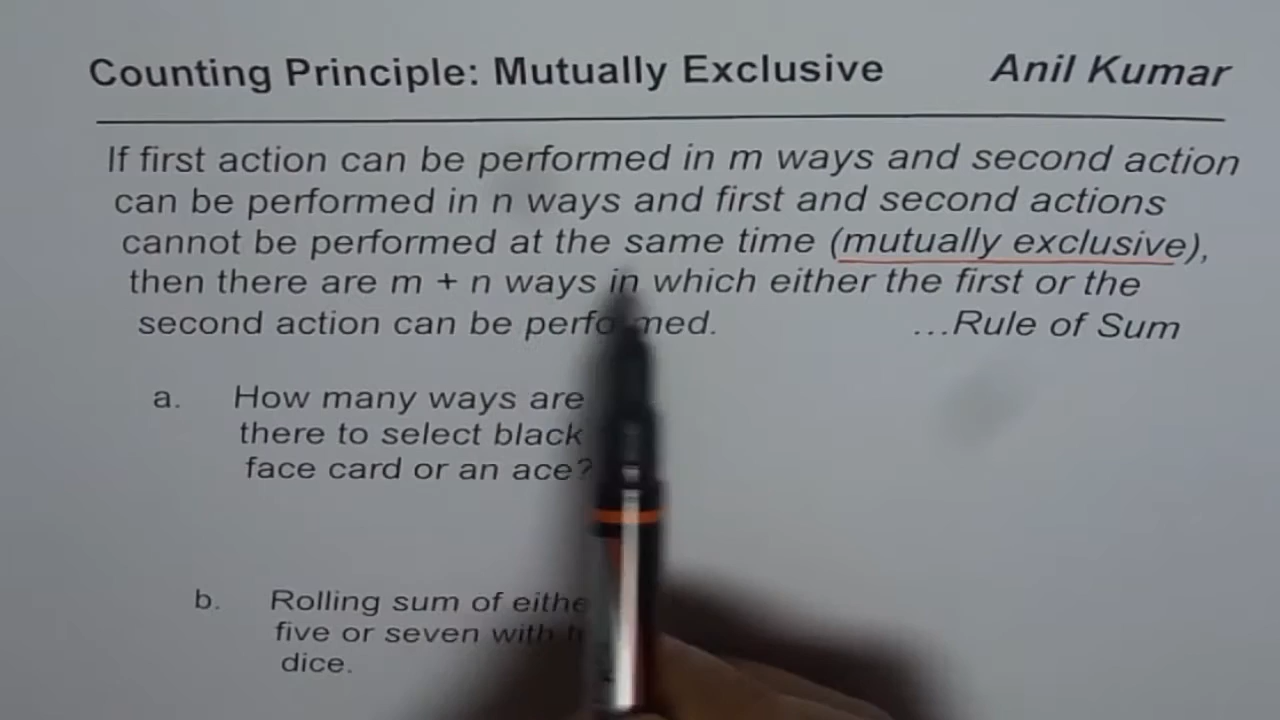 Counting Principle: Mutually Exclusive Anil Kumar
If first action can be performed in m ways and second action
can be performed in n ways and first and second actions
cannot be performed at the same time (mutually exclusive),
then there are m + n ways in which either the first or the
second action can be performed. ...Rule of Sum
a. How many ways are
there to select black
face card or an ace?
b. Rolling sum of either
five or seven with
dice.